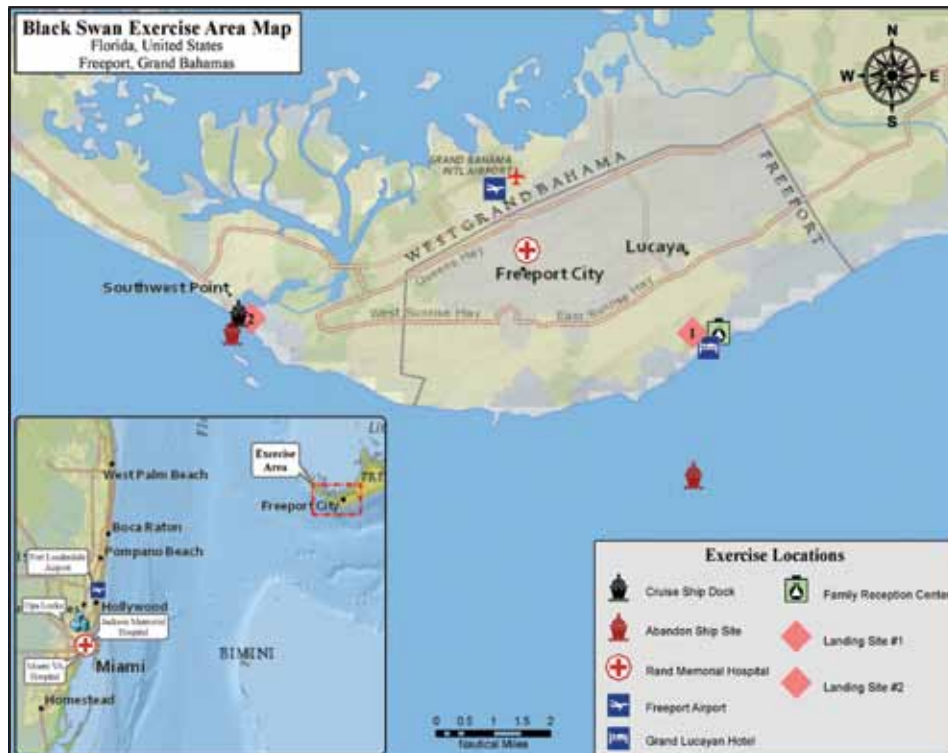 Black Swan Exercise Area Map
Florida, United States
Freeport, Grand Bahamas
N
W E
S
GRAND BAHAMA
INTL AIRPORT
WEST GRAND BAHAMA
FREEPORT
Queens Hwy
Freeport City
Lucaya
Southwest Point
2
West Sunrise Hwy
East Sunrise Hwy
1
Exercise
Area
Freeport City
West Palm Beach
Boca Raton
Pompano Beach
Fort Lauderdale
Airport
Hollywood
Opa Locka
Jackson Memorial
Hospital
Miami VA
Hospital
Miami
Homestead
BIMINI
0 0.5 1 1.5 2
Nautical Miles
Exercise Locations
Cruise Ship Dock
Abandon Ship Site
Rand Memorial Hospital
Freeport Airport
Grand Lucayan Hotel
Family Reception Center
Landing Site #1
Landing Site #2